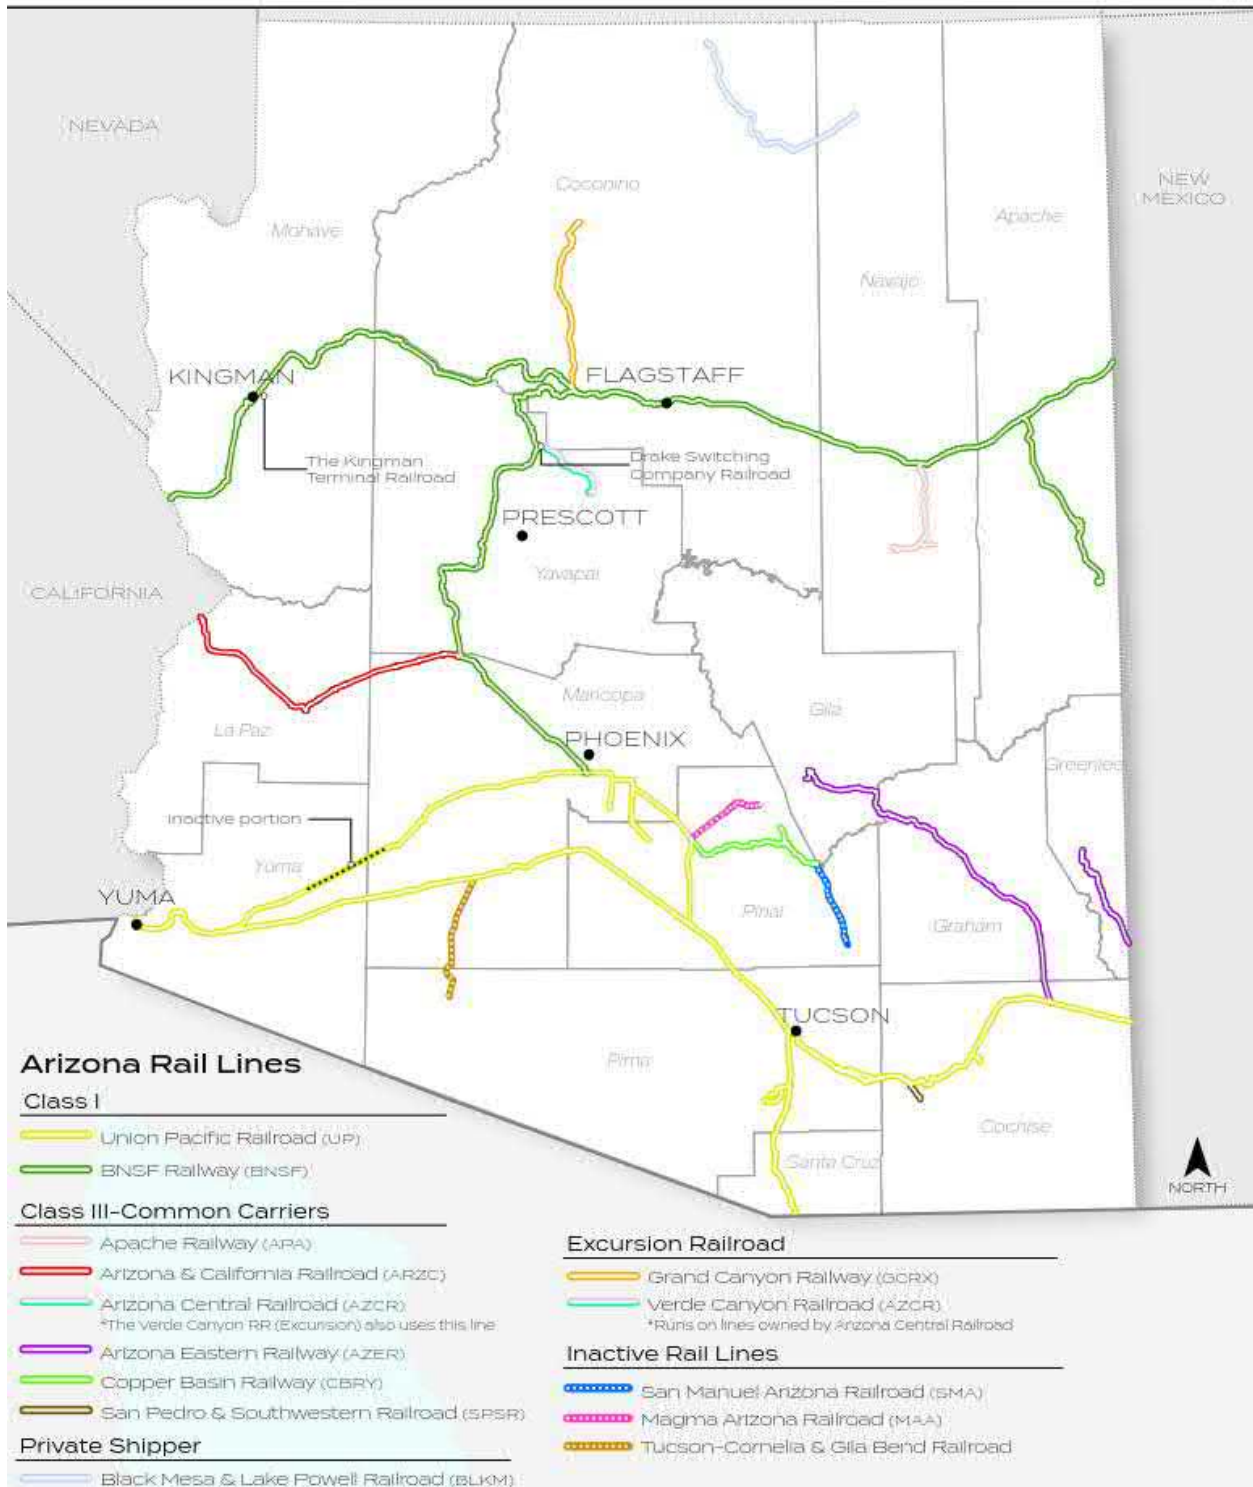 NEVADA
NEW
MEXICO
Coconino
Apache
Mohave
Navajo
KINGMAN
FLAGSTAFF
The Kingman
Terminal Railroad
Drake Switching
Company Railroad
PRESCOTT
Yavapai
CALIFORNIA
Maricopa
Gila
La Paz
PHOENIX
Greenlee
Inactive portion
Yuma
YUMA
Pinal
Graham
TUCSON
Pima
Cochise
Santa Cruz
NORTH
Arizona Rail Lines
Class I
Union Pacific Railroad (UP)
BNSF Railway (BNSF)
Class III-Common Carriers
Apache Railway (APA)
Arizona & California Railroad (ARZC)
Arizona Central Railroad (AZCR)
*The Verde Canyon RR (Excursion) also uses this line
Arizona Eastern Railway (AZER)
Copper Basin Railway (CBRY)
San Pedro & Southwestern Railroad (SPSR)
Private Shipper
Black Mesa & Lake Powell Railroad (BLKM)
Excursion Railroad
Grand Canyon Railway (GCRX)
Verde Canyon Railroad (AZCR)
*Runs on lines owned by Arizona Central Railroad
Inactive Rail Lines
San Manuel Arizona Railroad (SMA)
Magma Arizona Railroad (MAA)
Tucson-Cornelia & Gila Bend Railroad